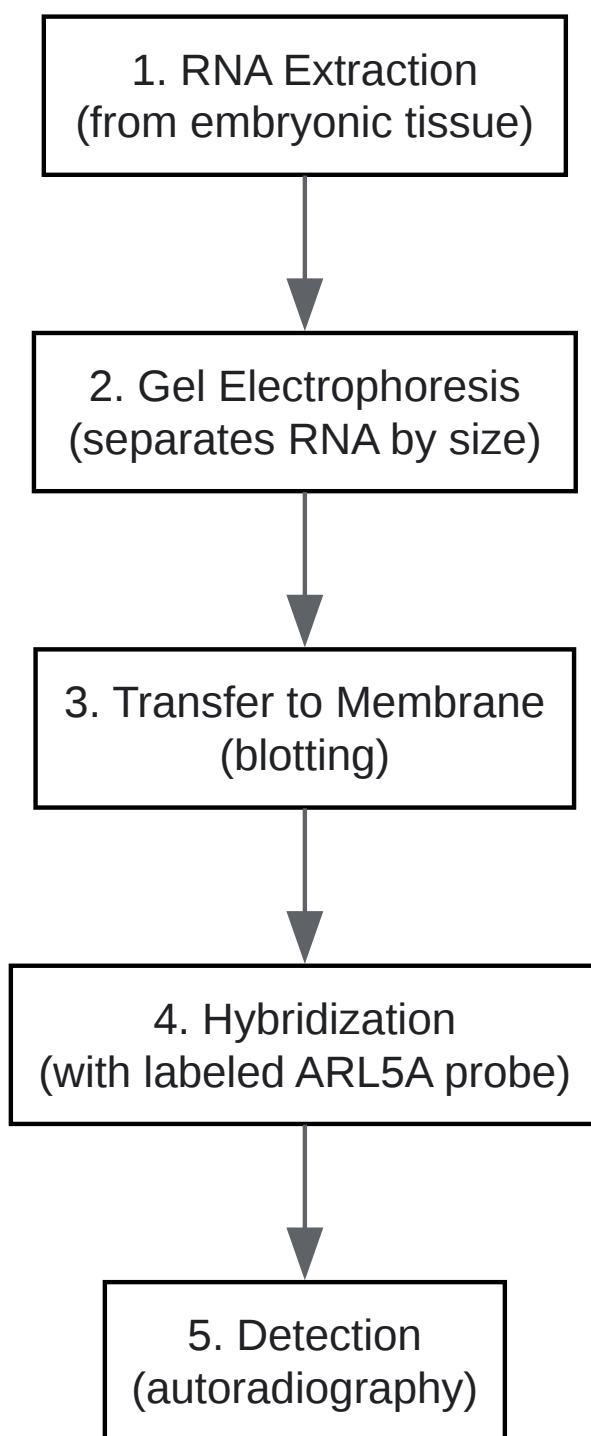 1. RNA Extraction
(from embryonic tissue)
2. Gel Electrophoresis
(separates RNA by size)
3. Transfer to Membrane
(blotting)
4. Hybridization
(with labeled ARL5A probe)
5. Detection
(autoradiography)